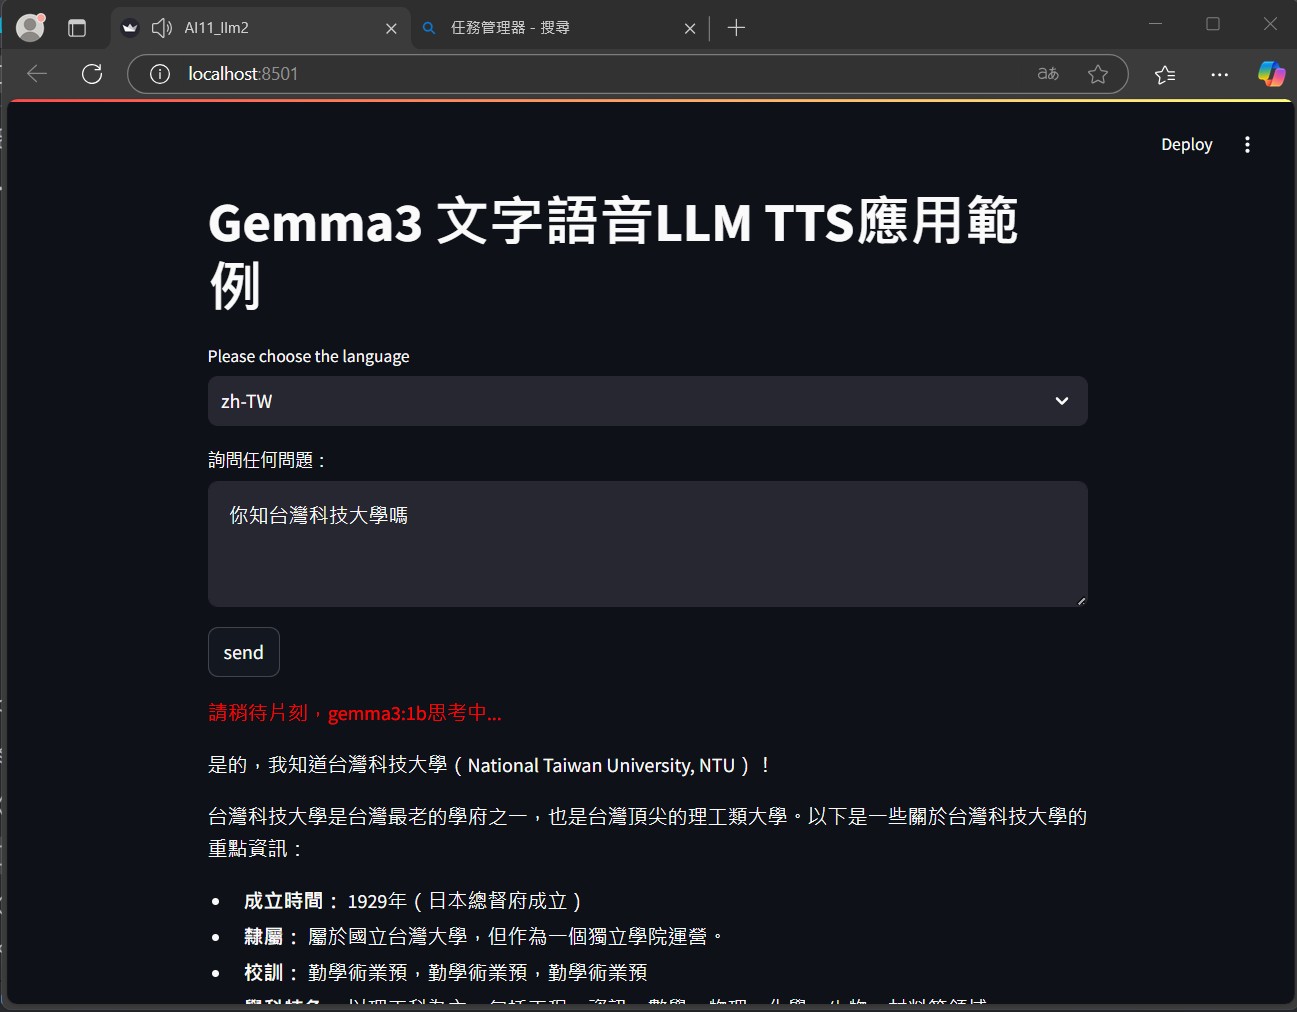 AI11_llm2
任務管理器 - 搜尋
localhost:8501
aあ
Deploy
Gemma3 文字語音LLM TTS應用範
例
Please choose the language
zh-TW
詢問任何問題：
你知台灣科技大學嗎
send
請稍待片刻，gemma3:1b思考中...
是的，我知道台灣科技大學（National Taiwan University, NTU）！
台灣科技大學是台灣最老的學府之一，也是台灣頂尖的理工類大學。以下是一些關於台灣科技大學的
重點資訊：
成立時間： 1929年（日本總督府成立）
隸屬： 屬於國立台灣大學，但作為一個獨立學院運營。
校訓： 勤學術業預，勤學術業預，勤學術業預